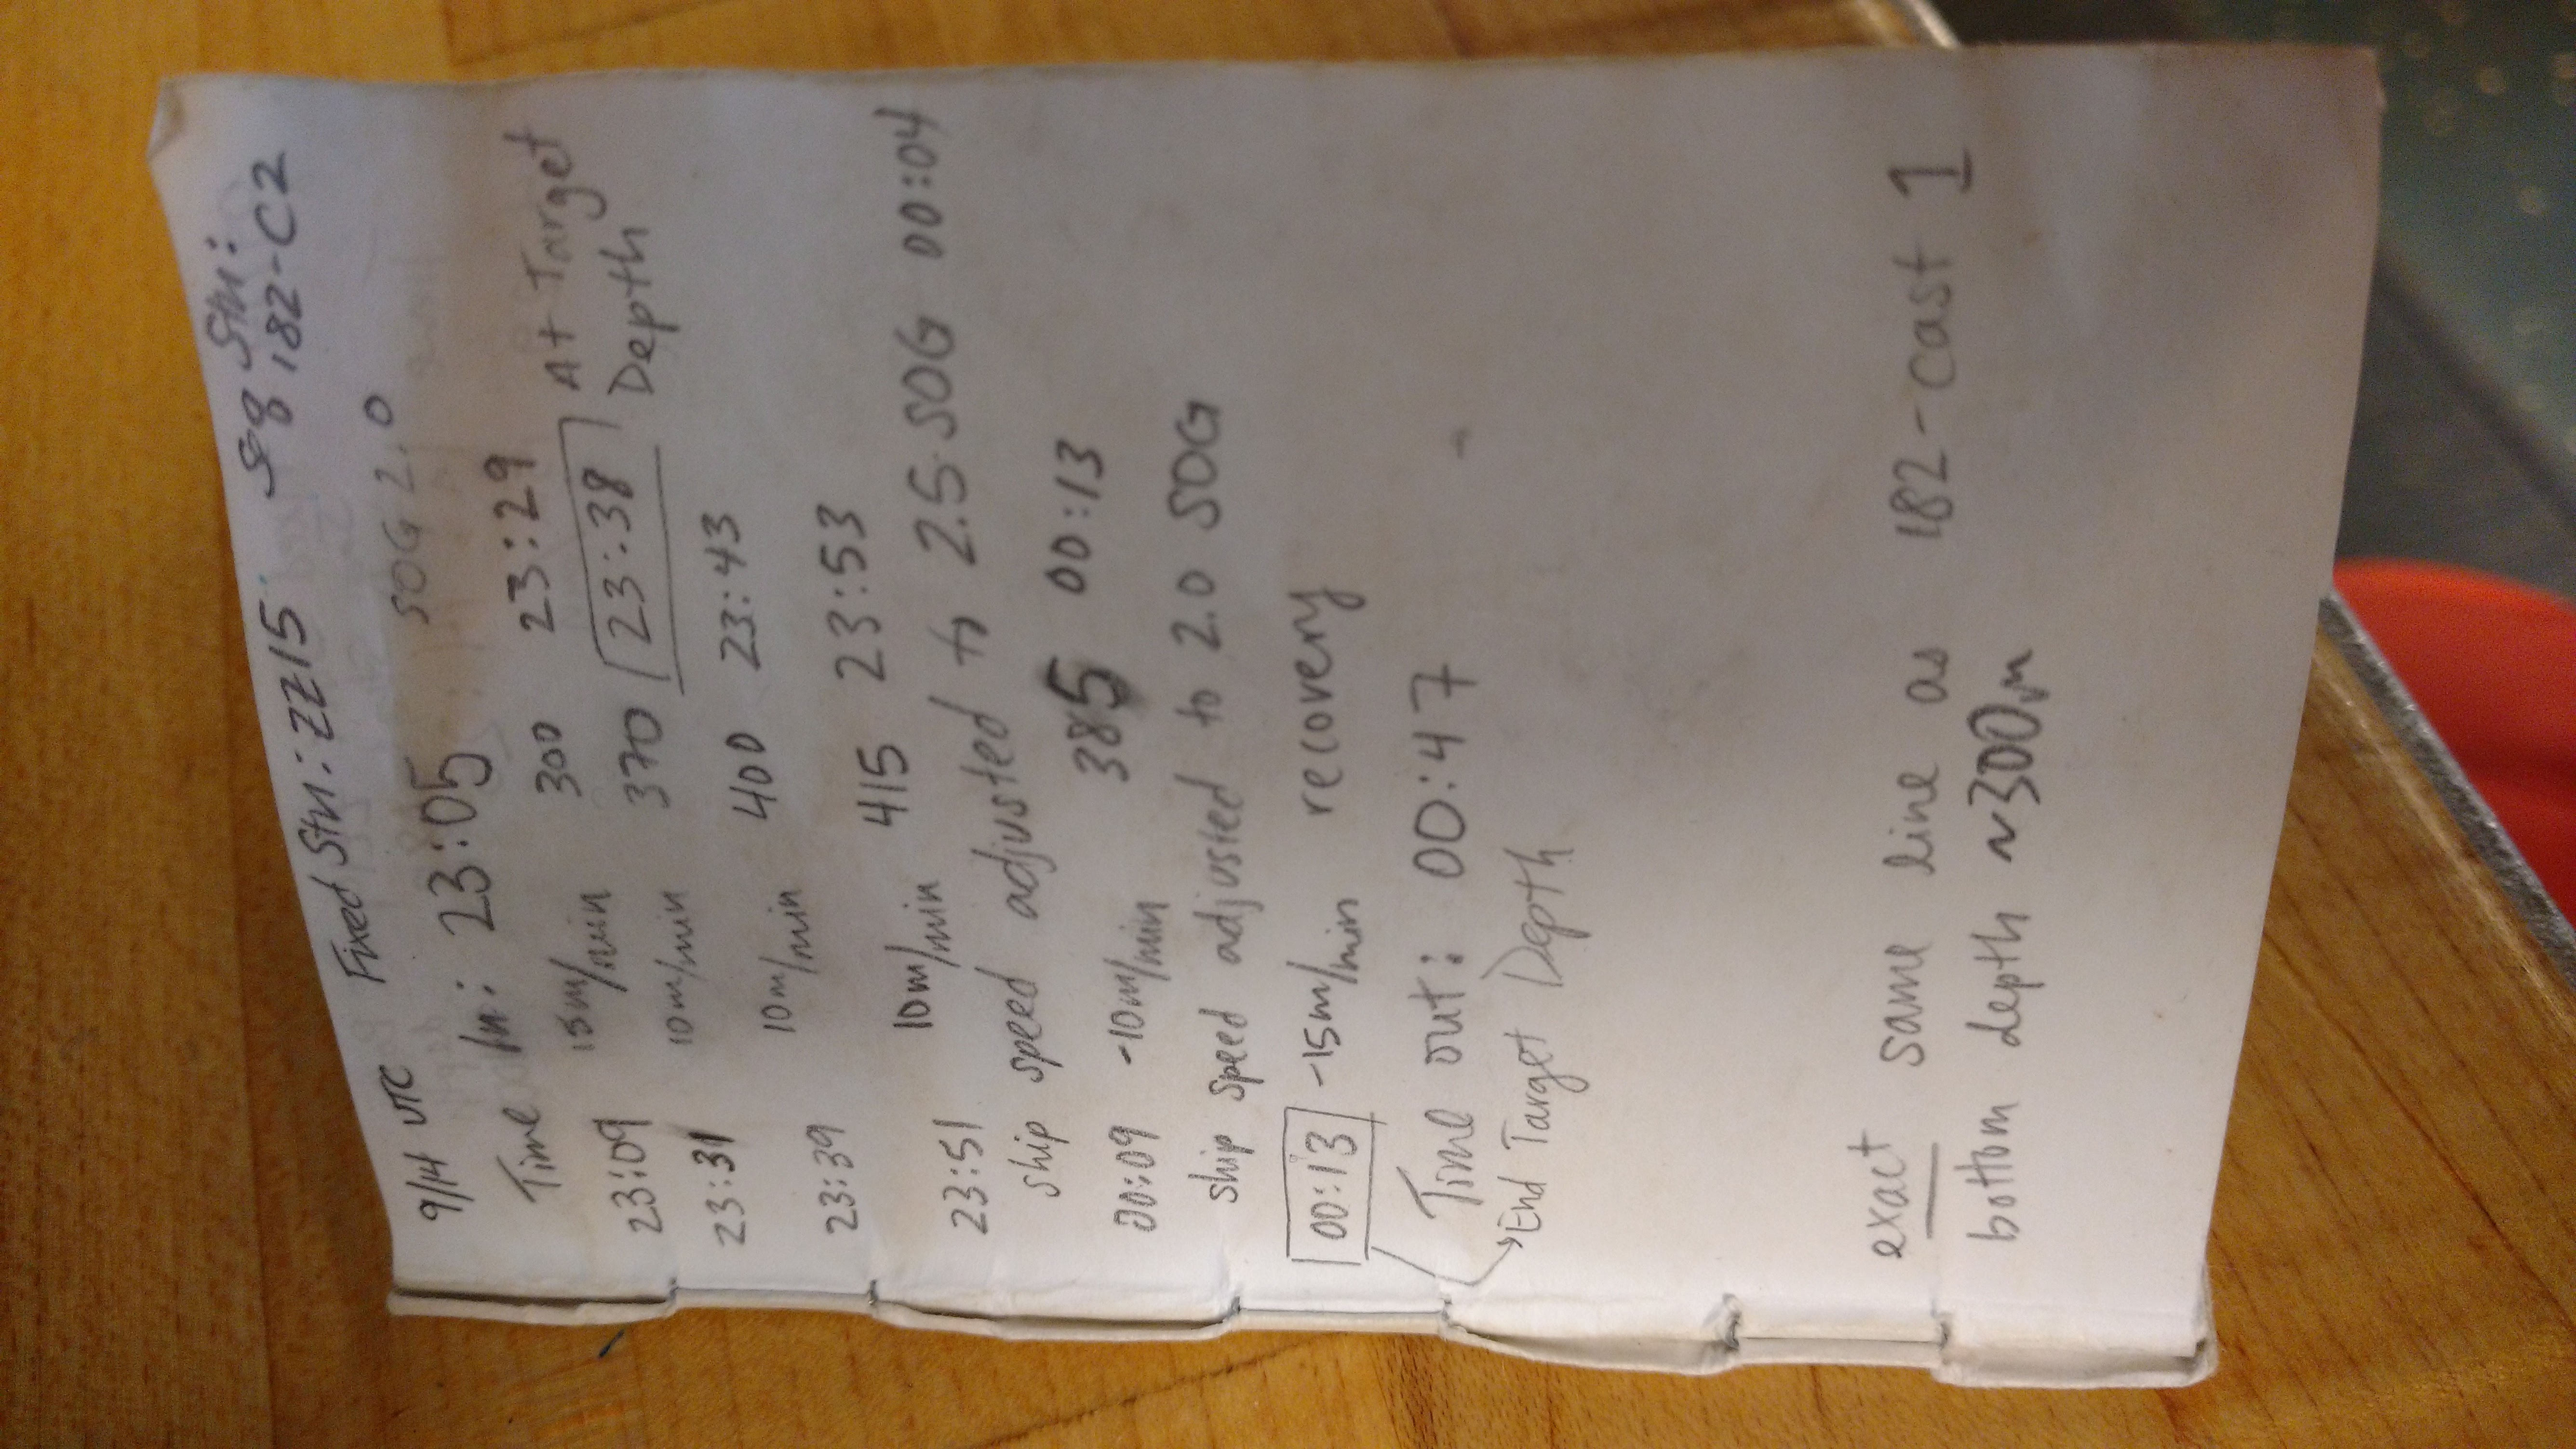 9/14 UTC Fixed Stn: ZZ15 Sq Stn:
182-C2
SOG 2.0
Time In: 23:05
23:09 15m/min 300 23:29 At Target
23:31 10m/min 370 23:38 Depth
23:39 10m/min 400 23:43
23:51 10m/min 415 23:53
ship speed adjusted to 2.5 SOG 00:04
00:09 -10m/min 385 00:13
ship speed adjusted to 2.0 SOG
00:13 -15m/min recovery
Time out: 00:47
→End Target Depth
exact same line as 182-cast 1
bottom depth ~300m